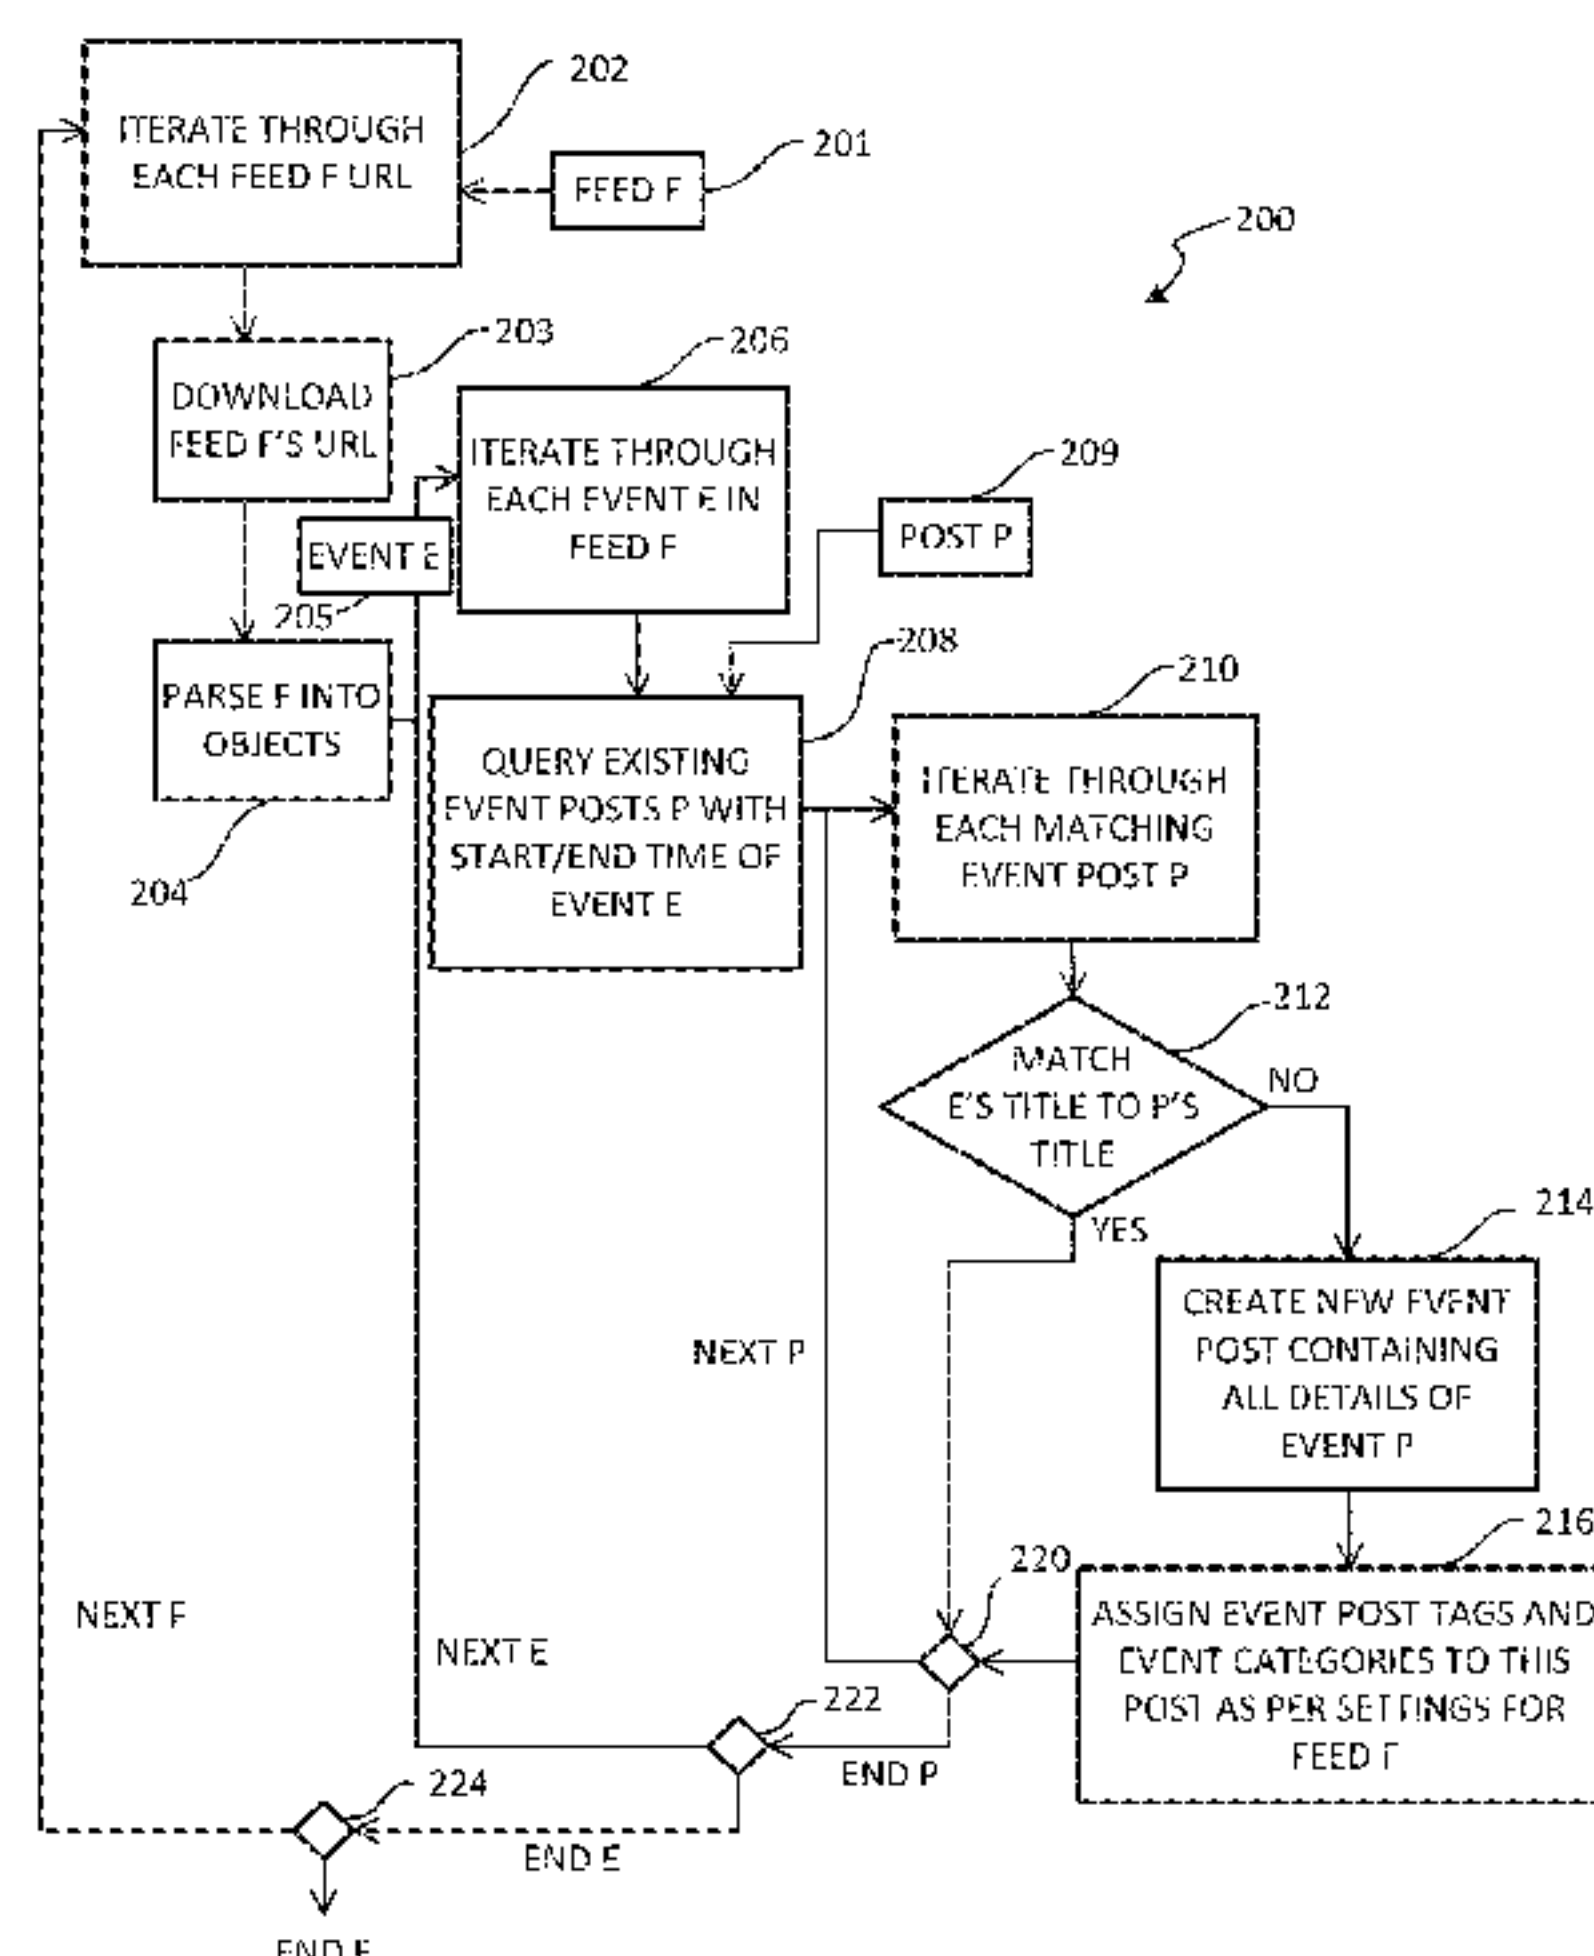 202
ITERATE THROUGH
EACH FEED F URL
FEED F
201
200
203
DOWNLOAD
FEED F'S URL
206
ITERATE THROUGH
EACH EVENT E IN
FEED F
209
POST P
EVENT E
205
PARSE F INTO
OBJECTS
204
208
QUERY EXISTING
EVENT POSTS P WITH
START/END TIME OF
EVENT E
210
ITERATE THROUGH
EACH MATCHING
EVENT POST P
212
MATCH
E'S TITLE TO P'S
TITLE
NO
YES
214
CREATE NEW EVENT
POST CONTAINING
ALL DETAILS OF
EVENT P
NEXT P
216
ASSIGN EVENT POST TAGS AND
EVENT CATEGORIES TO THIS
POST AS PER SETTINGS FOR
FEED F
220
NEXT F
NEXT E
222
END P
224
END E
END F